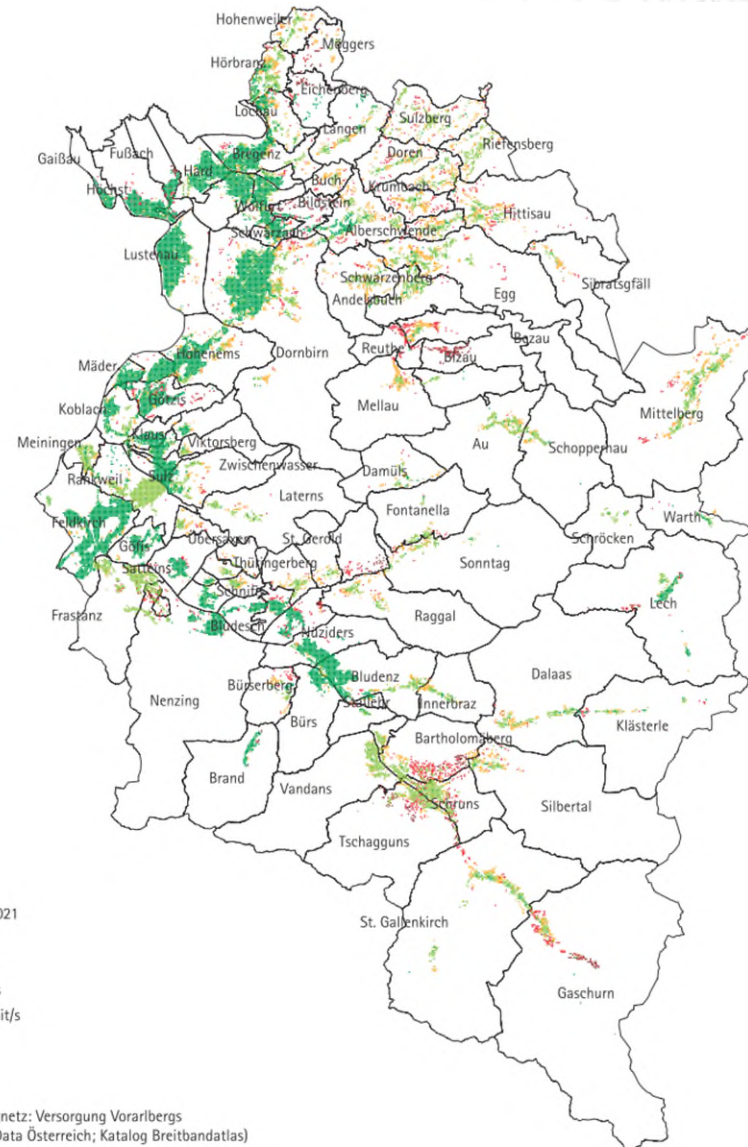 Hohenweiler
Möggers
Hörbranz
Eichenberg
Lochau
Langen
Sulzberg
Riefensberg
Gaißau
Fußach
Bregenz
Doren
Höchst
Hard
Buch
Krumbach
Wolfurt
Bildstein
Hittisau
Schwarzach
Alberschwende
Lustenau
Schwarzenberg
Sibratsgfäll
Andelsbuch
Egg
Hohenems
Dornbirn
Reuthe
Bezau
Bizau
Mäder
Götzis
Mellau
Mittelberg
Koblach
Klaus
Viktorsberg
Au
Schoppernau
Meiningen
Rankweil
Sulz
Zwischenwasser
Damüls
Laterns
Fontanella
Warth
Feldkirch
Schröcken
Göfis
Übersaxen
St. Gerold
Sonntag
Satteins
Thüringerberg
Schnifis
Lech
Frastanz
Bludesch
Nüziders
Raggal
Nenzing
Bürserberg
Bludenz
Dalaas
Stallehr
Innerbraz
Bürs
Klösterle
Bartholomäberg
Brand
Vandans
Schruns
Silbertal
Tschagguns
021
St. Gallenkirch
it/s
Gaschurn
netz: Versorgung Vorarlbergs
Data Österreich; Katalog Breitbandatlas)